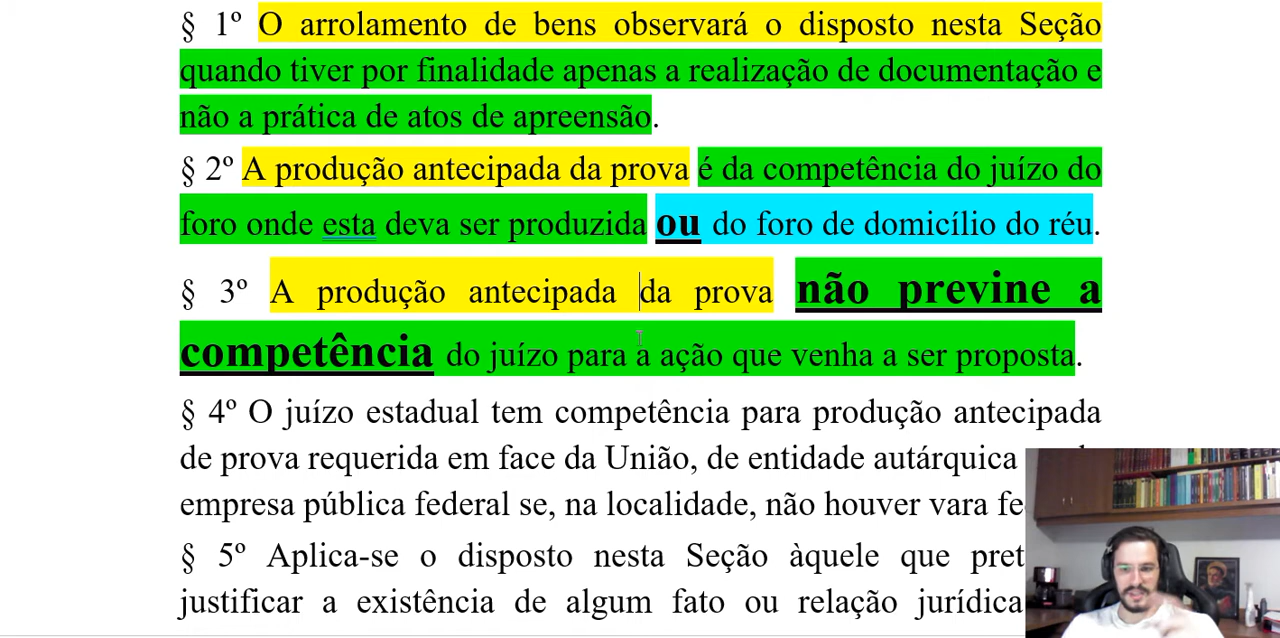 § 1º O arrolamento de bens observará o disposto nesta Seção
quando tiver por finalidade apenas a realização de documentação e
não a prática de atos de apreensão.
§ 2º A produção antecipada da prova é da competência do juízo do
foro onde esta deva ser produzida ou do foro de domicílio do réu.
§ 3º A produção antecipada da prova não previne a
competência do juízo para a ação que venha a ser proposta.
§ 4º O juízo estadual tem competência para produção antecipada
de prova requerida em face da União, de entidade autárquica
empresa pública federal se, na localidade, não houver vara fe
§ 5º Aplica-se o disposto nesta Seção àquele que pret
justificar a existência de algum fato ou relação jurídica